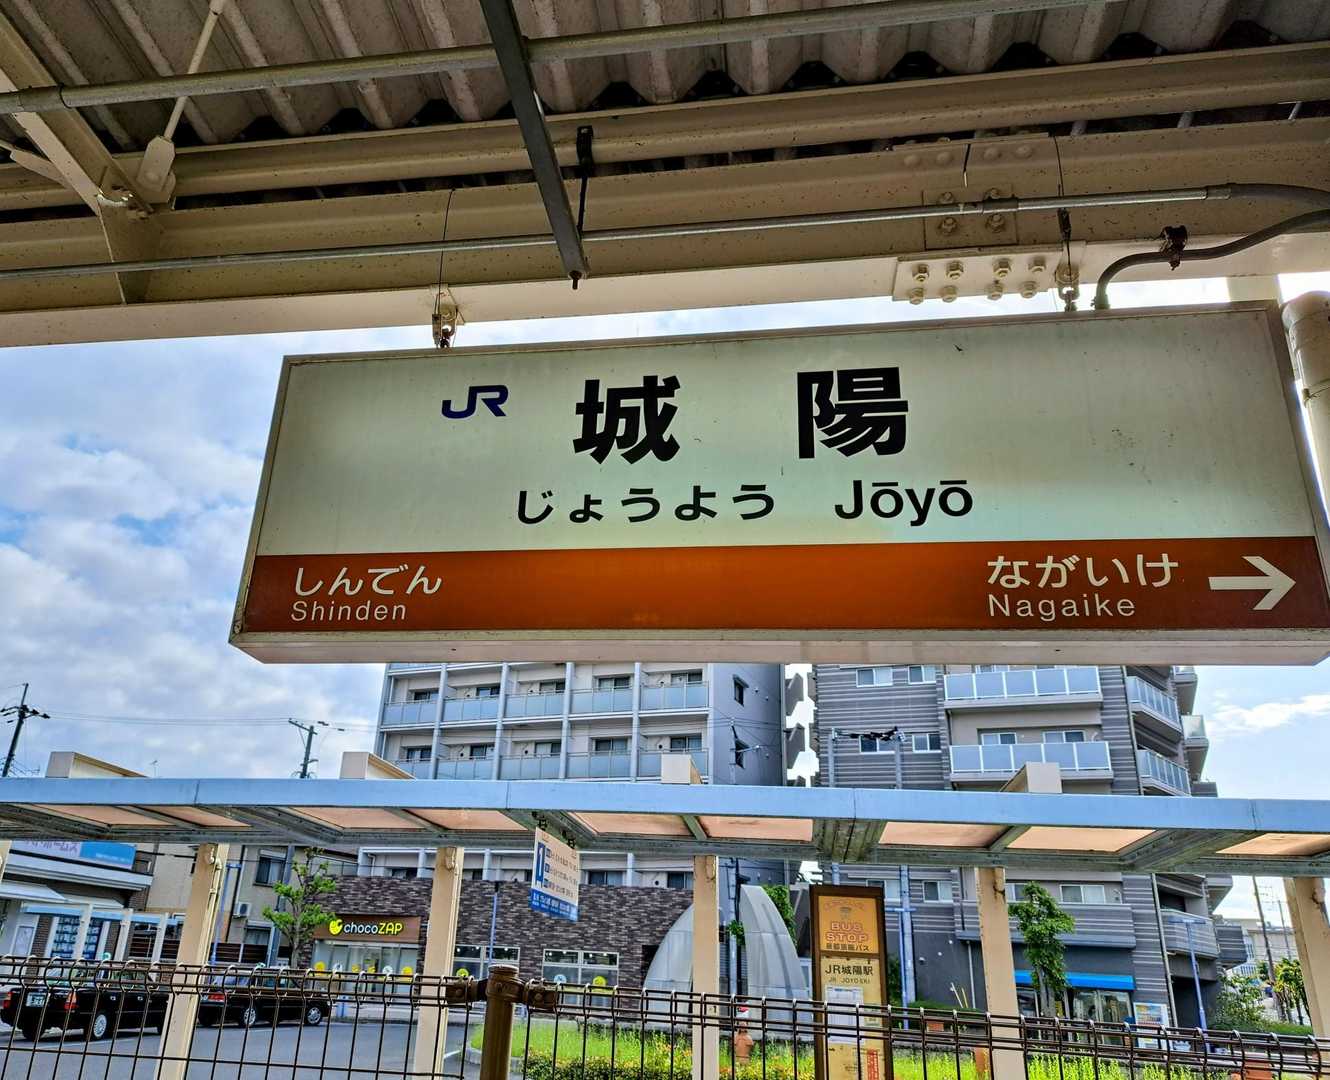 JR 城陽
じょうよう Jōyō
しんでん
Shinden
ながいけ →
Nagaike
1
chocoZAP
BUS
STOP
JR城陽駅